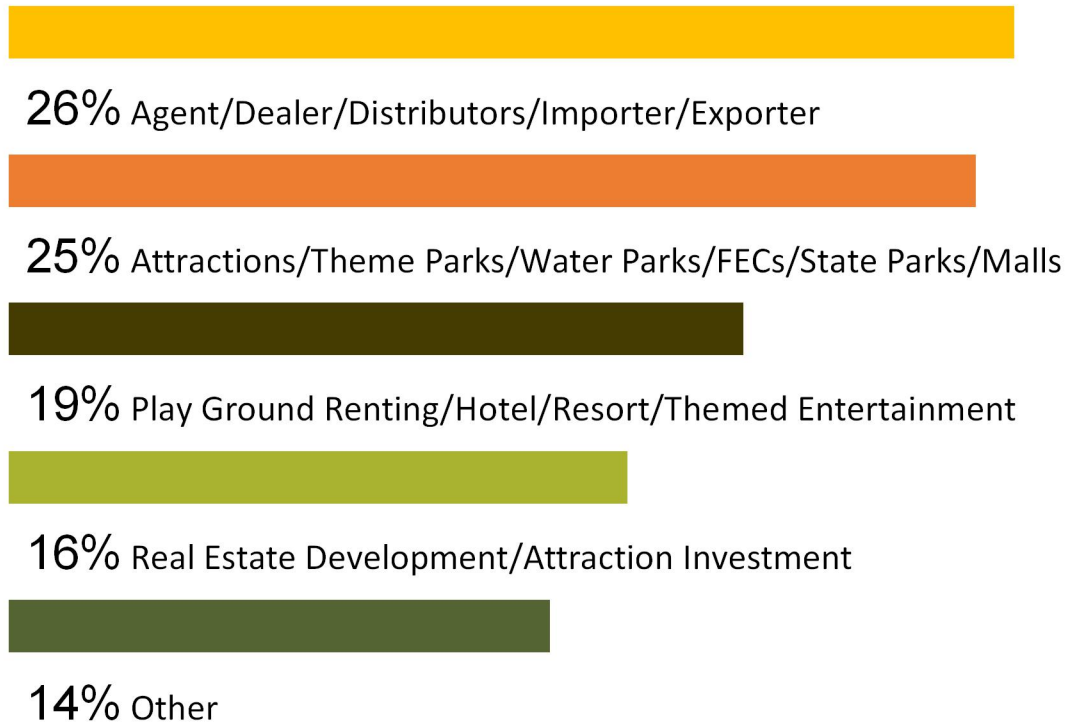 26% Agent/Dealer/Distributors/Importer/Exporter
25% Attractions/Theme Parks/Water Parks/FECs/State Parks/Malls
19% Play Ground Renting/Hotel/Resort/Themed Entertainment
16% Real Estate Development/Attraction Investment
14% Other